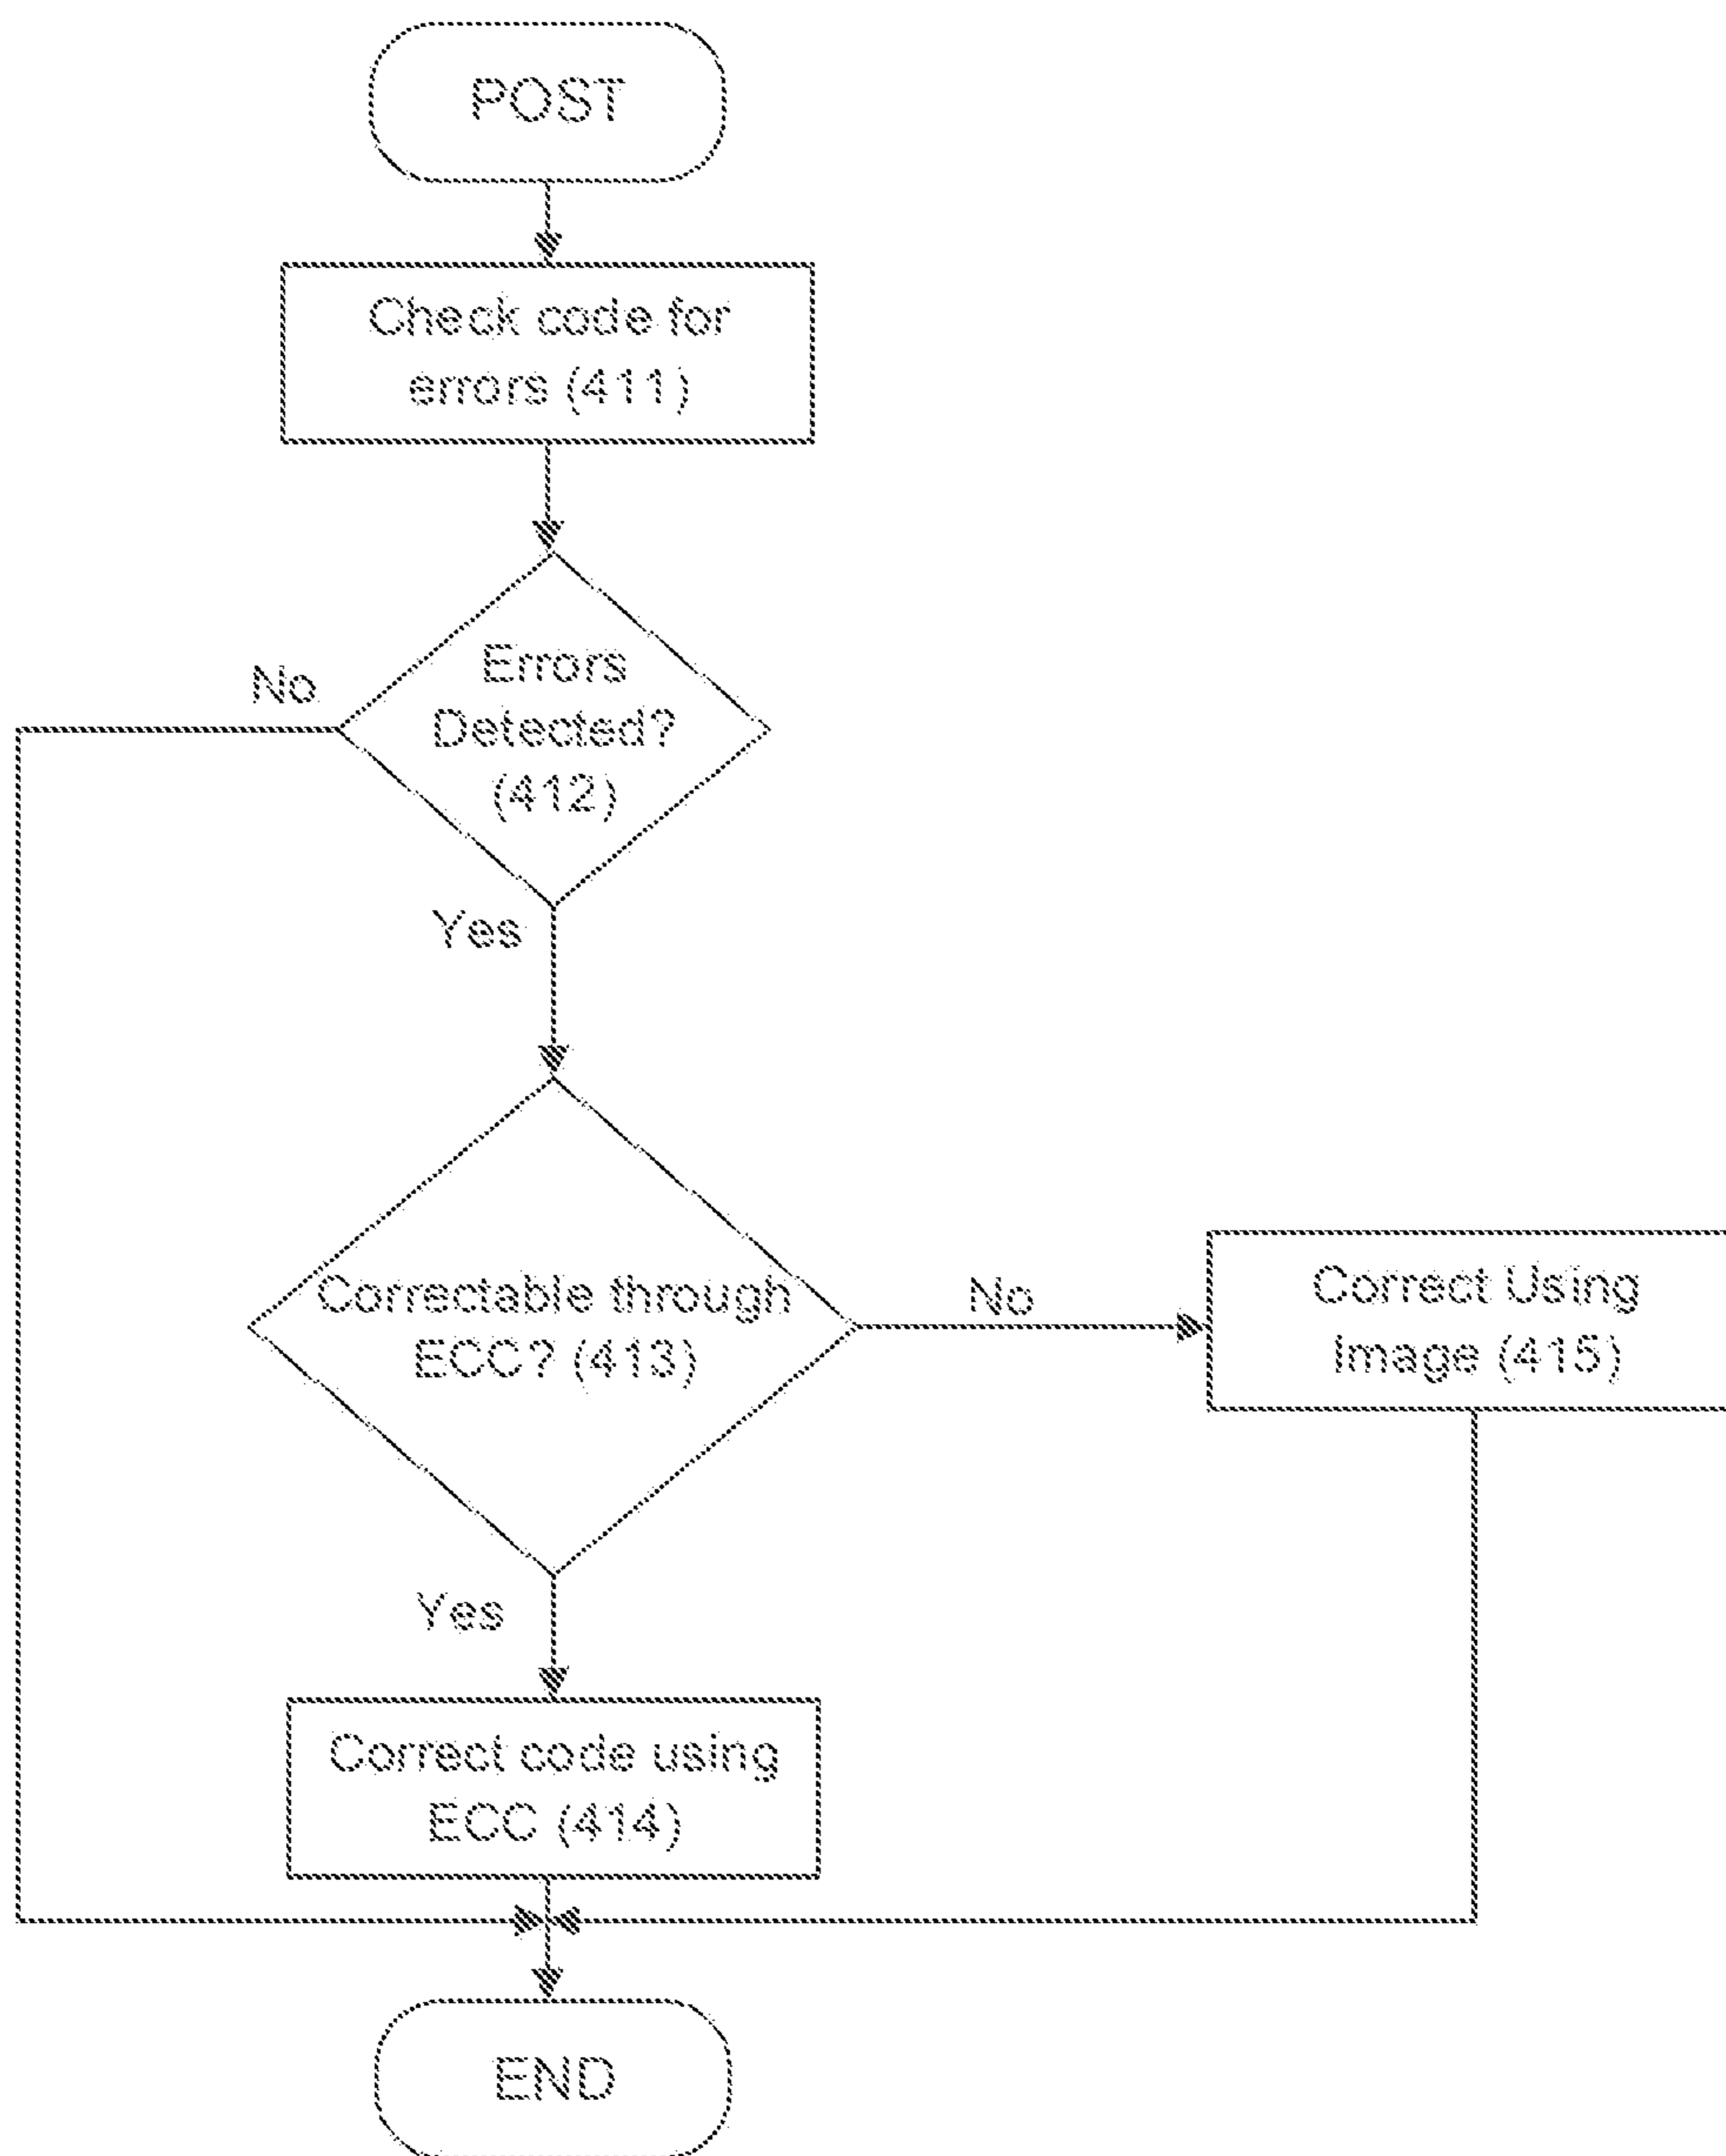 POST
Check code for
errors (411)
Errors
Detected?
(412)
No
Yes
Correctable through
ECC? (413)
No
Correct Using
Image (415)
Yes
Correct code using
ECC (414)
END